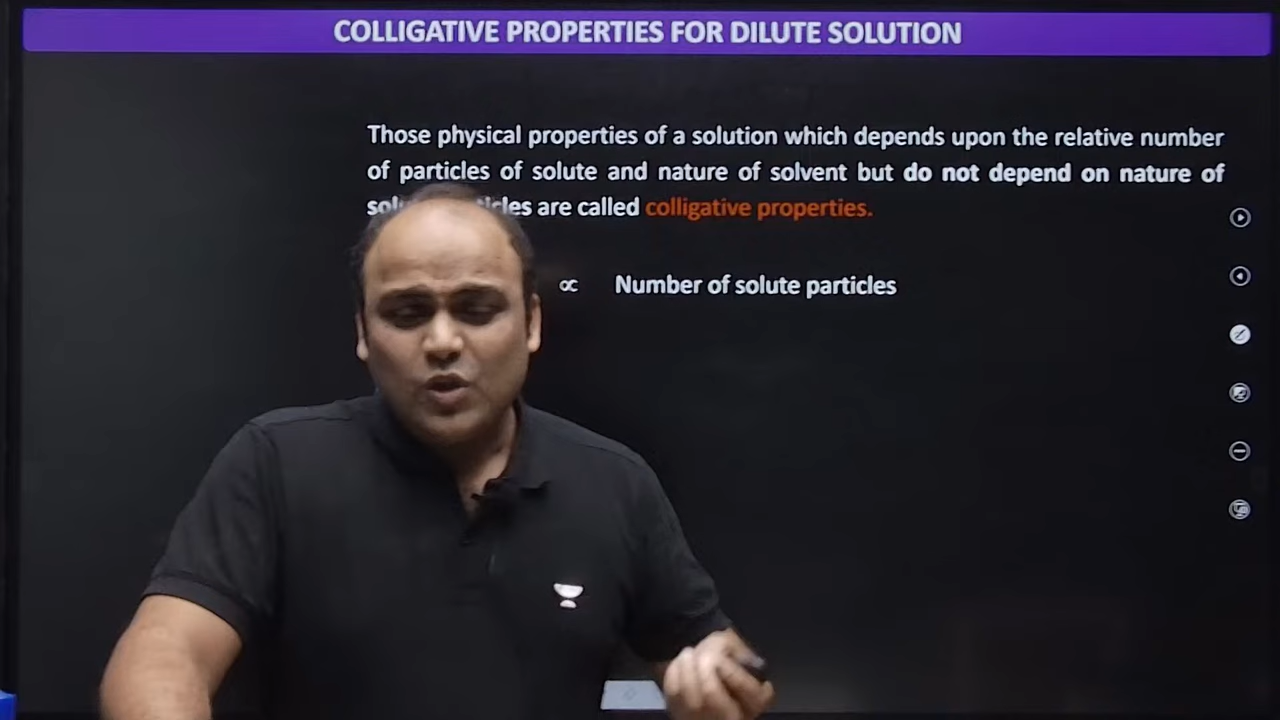 COLLIGATIVE PROPERTIES FOR DILUTE SOLUTION
Those physical properties of a solution which depends upon the relative number
of particles of solute and nature of solvent but do not depend on nature of
are called colligative properties.
∝ Number of solute particles